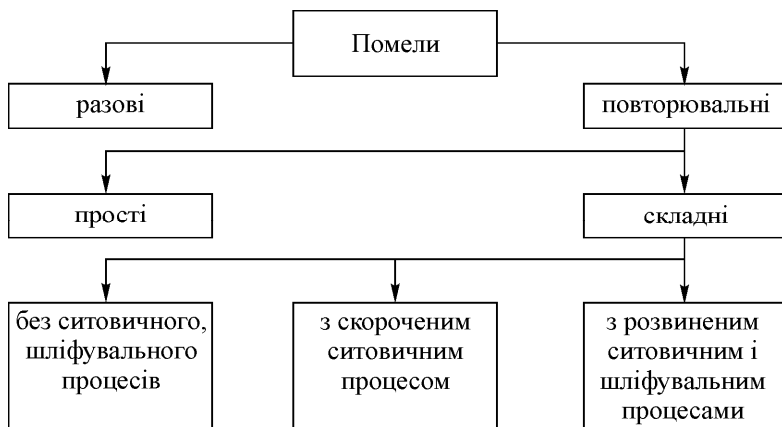 Помели
разові
повторювальні
прості
складні
без ситовичного,
шліфувального
процесів
з скороченим
ситовичним
процесом
з розвиненим
ситовичним і
шліфувальним
процесами